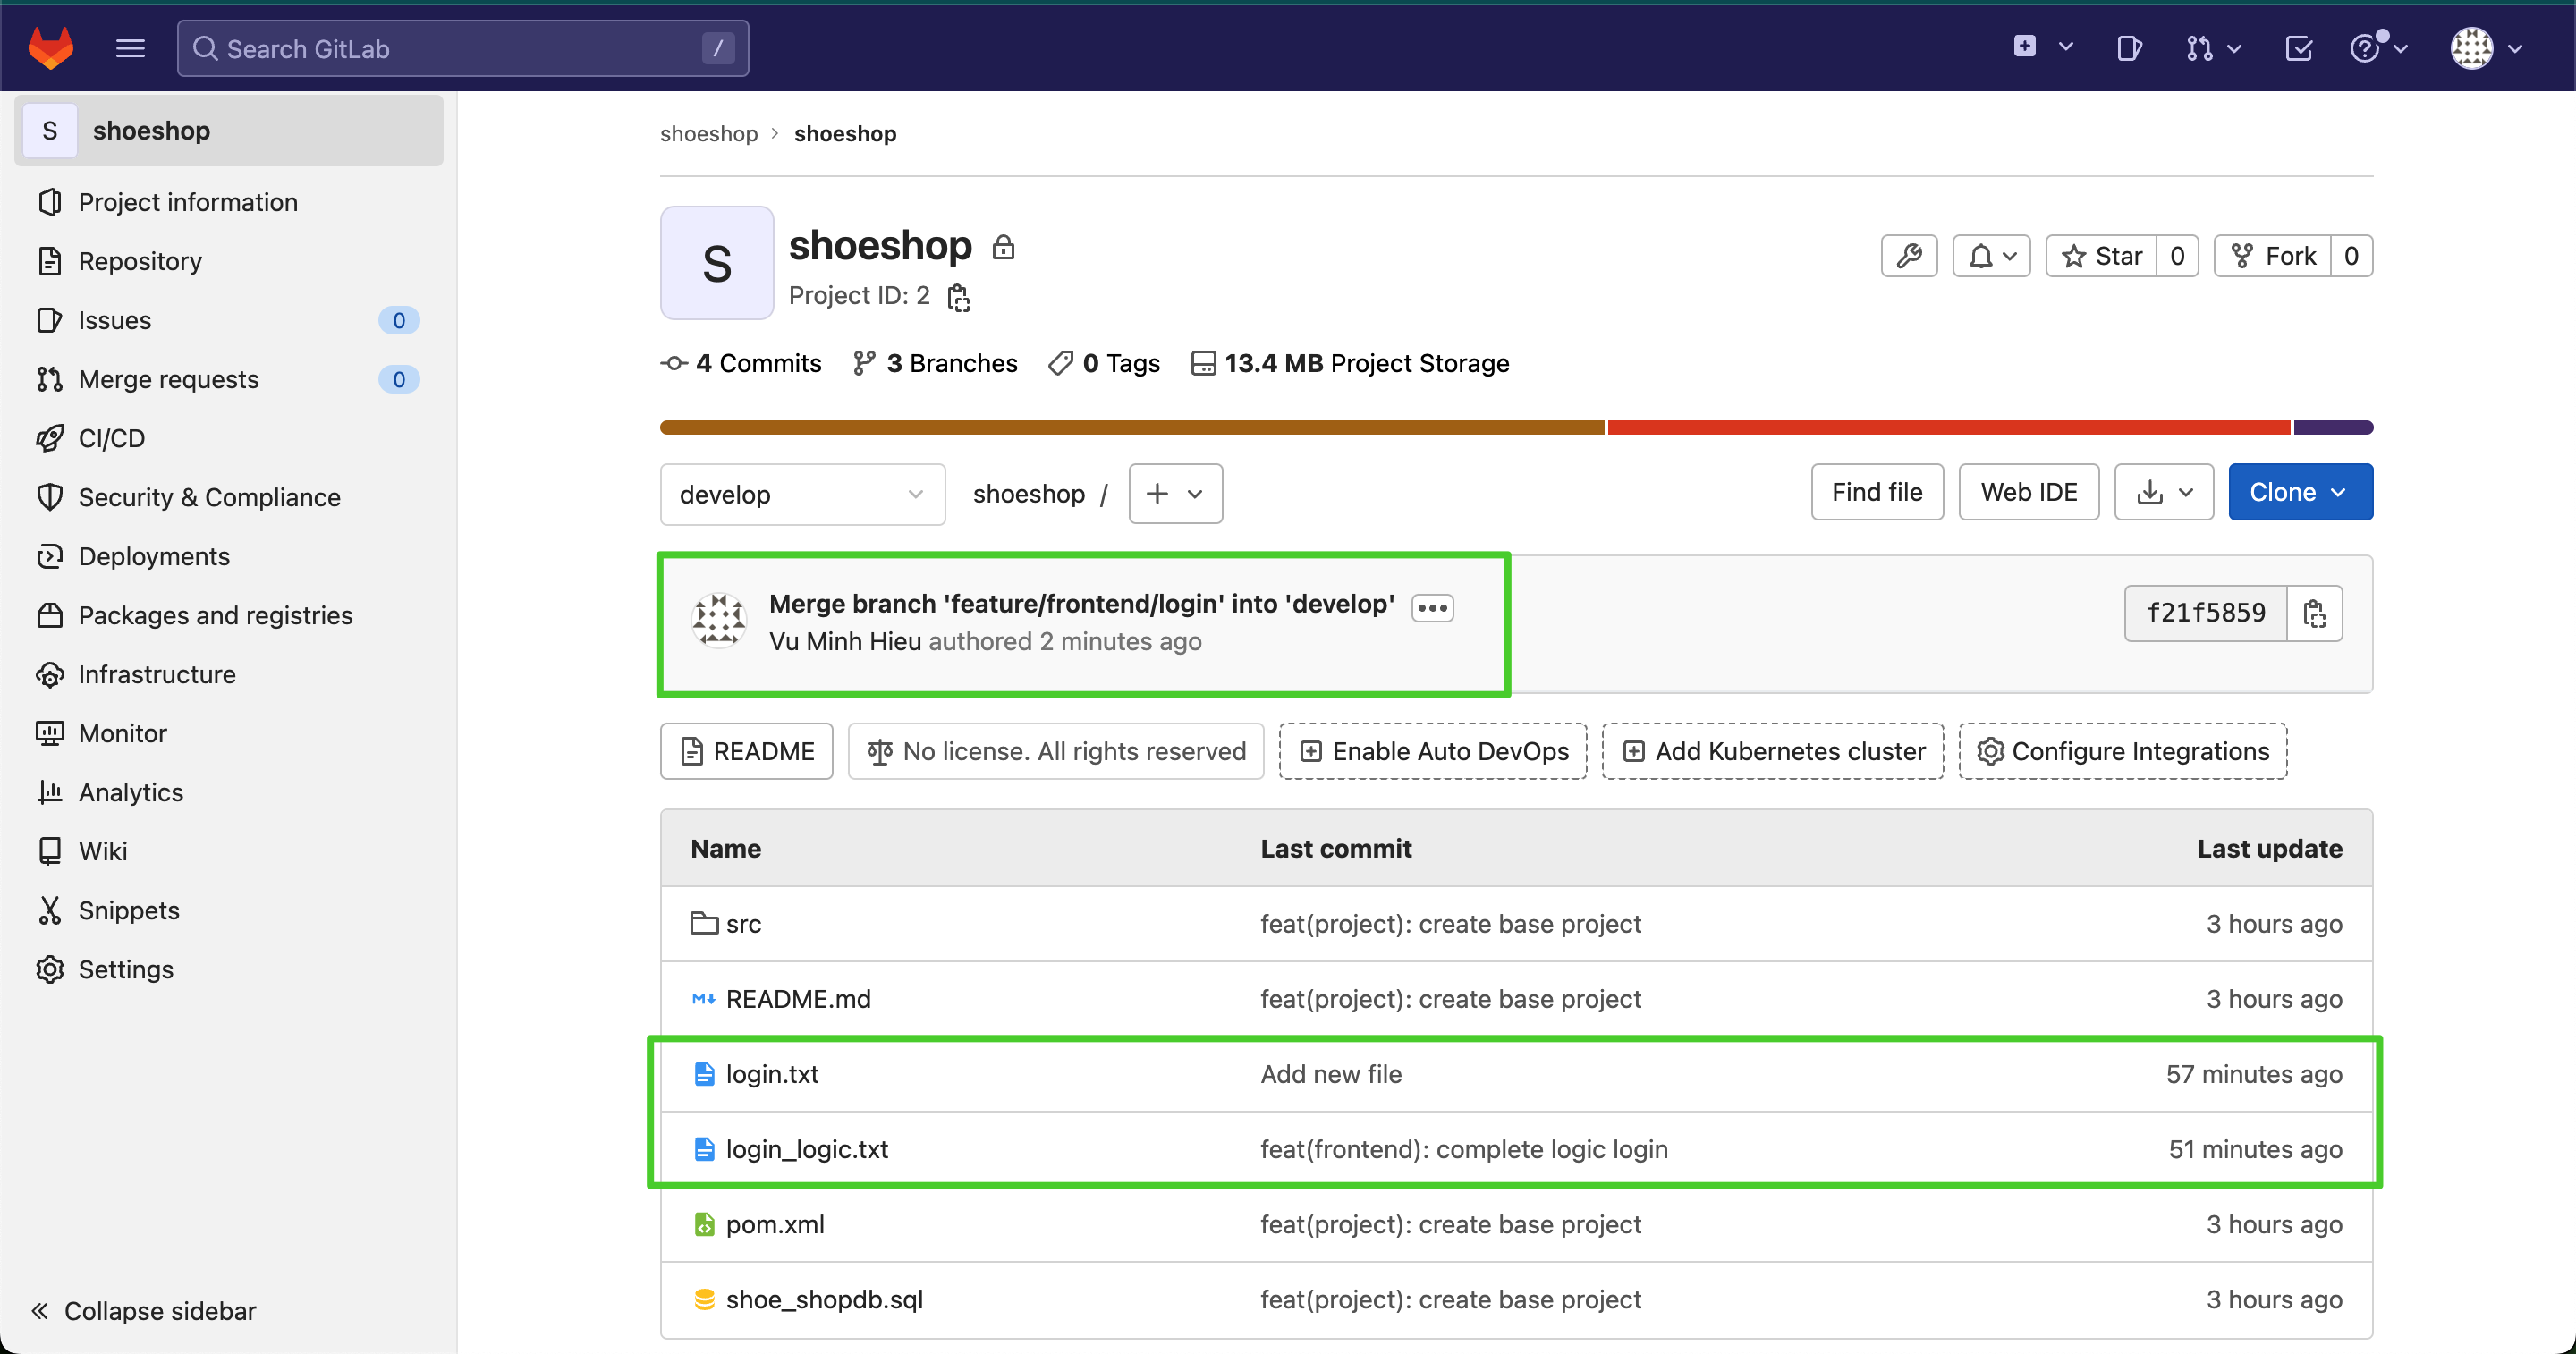 Search GitLab /
S shoeshop
Project information
Repository
Issues 0
Merge requests 0
CI/CD
Security & Compliance
Deployments
Packages and registries
Infrastructure
Monitor
Analytics
Wiki
Snippets
Settings
Collapse sidebar
shoeshop > shoeshop
S
shoeshop
Project ID: 2
Star 0 Fork 0
4 Commits 3 Branches 0 Tags 13.4 MB Project Storage
develop shoeshop / Find file Web IDE Clone
Merge branch 'feature/frontend/login' into 'develop'
Vu Minh Hieu authored 2 minutes ago
f21f5859
README No license. All rights reserved Enable Auto DevOps Add Kubernetes cluster Configure Integrations
Name Last commit Last update
src feat(project): create base project 3 hours ago
README.md feat(project): create base project 3 hours ago
login.txt Add new file 57 minutes ago
login_logic.txt feat(frontend): complete logic login 51 minutes ago
pom.xml feat(project): create base project 3 hours ago
shoe_shopdb.sql feat(project): create base project 3 hours ago